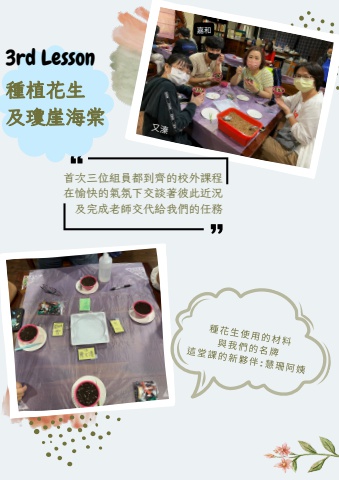 3rd Lesson
種植花生
及瓊崖海棠
嘉和
又溱
首次三位組員都到齊的校外課程
在愉快的氣氛下交談著彼此近況
及完成老師交代給我們的任務
種花生使用的材料
與我們的名牌
這堂課的新夥伴:慧珊阿姨